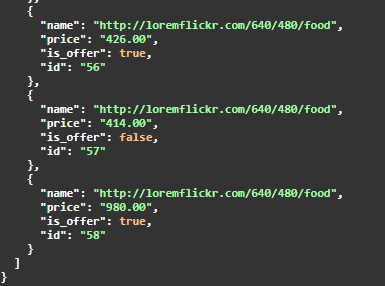 },
{
"name": "http://loremflickr.com/640/480/food",
"price": "426.00",
"is_offer": true,
"id": "56"
},
{
"name": "http://loremflickr.com/640/480/food",
"price": "414.00",
"is_offer": false,
"id": "57"
},
{
"name": "http://loremflickr.com/640/480/food",
"price": "980.00",
"is_offer": true,
"id": "58"
}
]
}